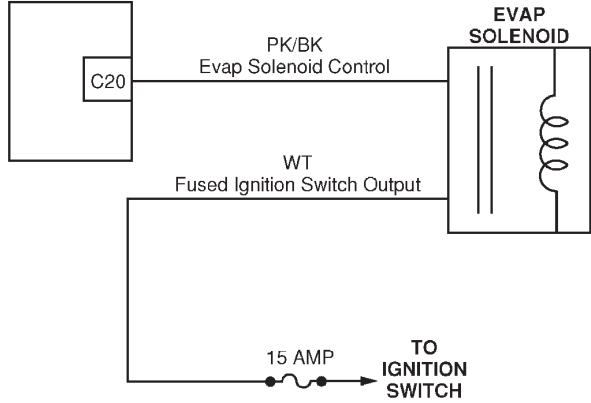 EVAP
SOLENOID
PK/BK
Evap Solenoid Control
C20
WT
Fused Ignition Switch Output
15 AMP
TO
IGNITION
SWITCH